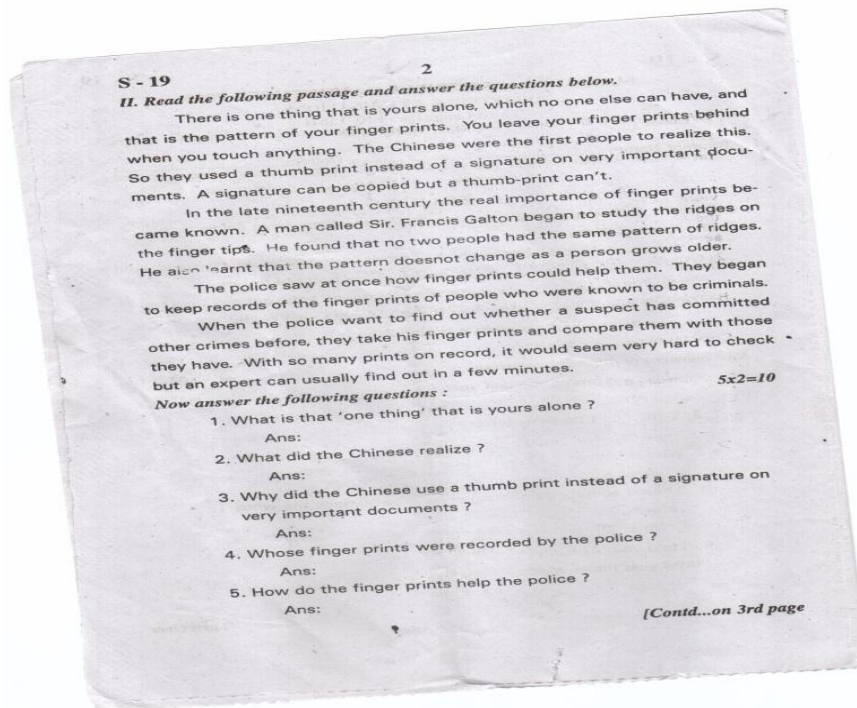 S - 19
2
II. Read the following passage and answer the questions below.
There is one thing that is yours alone, which no one else can have, and
that is the pattern of your finger prints. You leave your finger prints behind
when you touch anything. The Chinese were the first people to realize this.
So they used a thumb print instead of a signature on very important docu-
ments. A signature can be copied but a thumb-print can't.
In the late nineteenth century the real importance of finger prints be-
came known. A man called Sir. Francis Galton began to study the ridges on
the finger tips. He found that no two people had the same pattern of ridges.
He also learnt that the pattern doesnot change as a person grows older.
The police saw at once how finger prints could help them. They began
to keep records of the finger prints of people who were known to be criminals.
When the police want to find out whether a suspect has committed
other crimes before, they take his finger prints and compare them with those
they have. With so many prints on record, it would seem very hard to check
but an expert can usually find out in a few minutes.
Now answer the following questions : 5x2=10
1. What is that 'one thing' that is yours alone ?
Ans:
2. What did the Chinese realize ?
Ans:
3. Why did the Chinese use a thumb print instead of a signature on
very important documents ?
Ans:
4. Whose finger prints were recorded by the police ?
Ans:
5. How do the finger prints help the police ?
Ans:
[Contd...on 3rd page